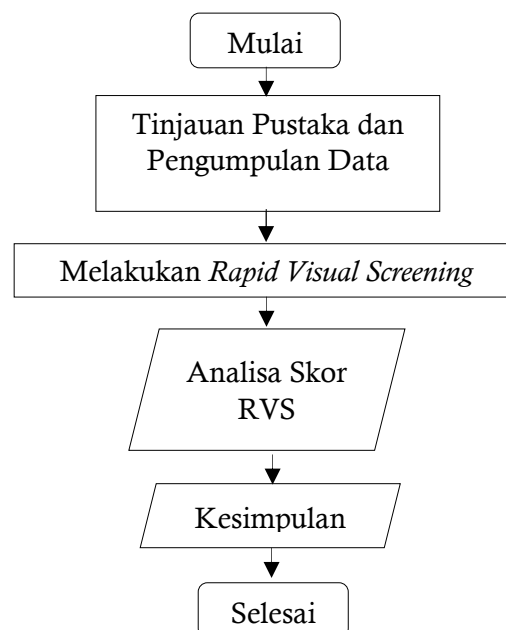 Mulai
Tinjauan Pustaka dan
Pengumpulan Data
Melakukan Rapid Visual Screening
Analisa Skor
RVS
Kesimpulan
Selesai